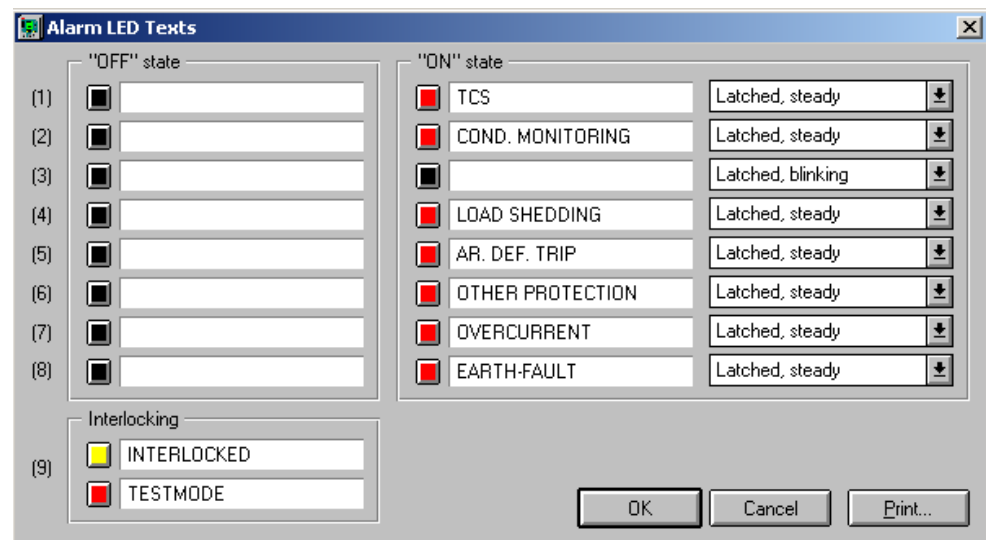 Alarm LED Texts
"OFF" state "ON" state
(1) TCS Latched, steady
(2) COND. MONITORING Latched, steady
(3) Latched, blinking
(4) LOAD SHEDDING Latched, steady
(5) AR. DEF. TRIP Latched, steady
(6) OTHER PROTECTION Latched, steady
(7) OVERCURRENT Latched, steady
(8) EARTH-FAULT Latched, steady
Interlocking
(9) INTERLOCKED
TESTMODE
OK Cancel Print...